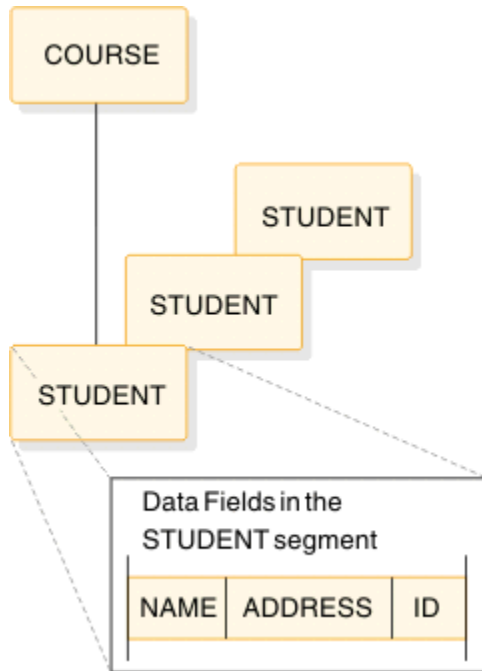 COURSE
STUDENT
STUDENT
STUDENT
Data Fields in the
STUDENT segment
NAME ADDRESS ID